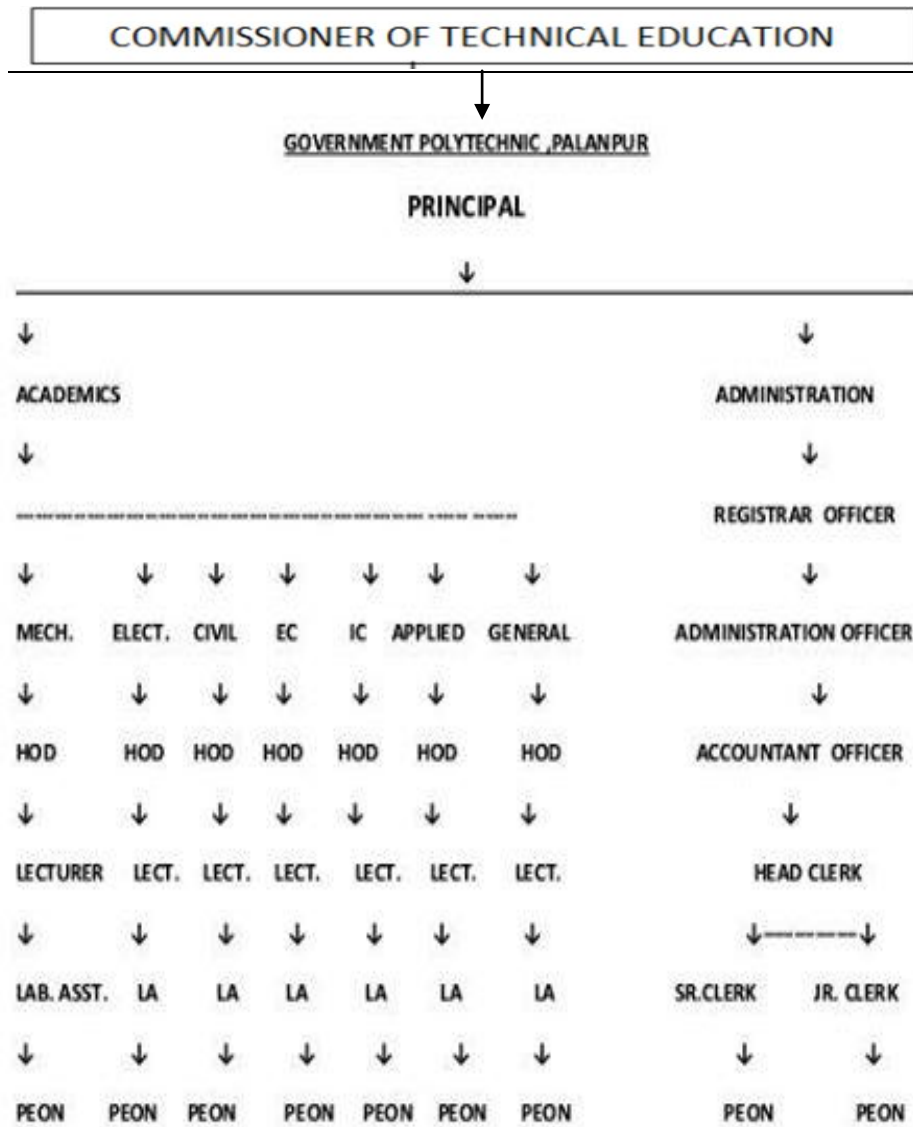 COMMISSIONER OF TECHNICAL EDUCATION
GOVERNMENT POLYTECHNIC ,PALANPUR
PRINCIPAL
ACADEMICS ADMINISTRATION
REGISTRAR OFFICER
MECH. ELECT. CIVIL EC IC APPLIED GENERAL ADMINISTRATION OFFICER
HOD HOD HOD HOD HOD HOD HOD ACCOUNTANT OFFICER
LECTURER LECT. LECT. LECT. LECT. LECT. LECT. HEAD CLERK
LAB. ASST. LA LA LA LA LA LA SR.CLERK JR. CLERK
PEON PEON PEON PEON PEON PEON PEON PEON PEON